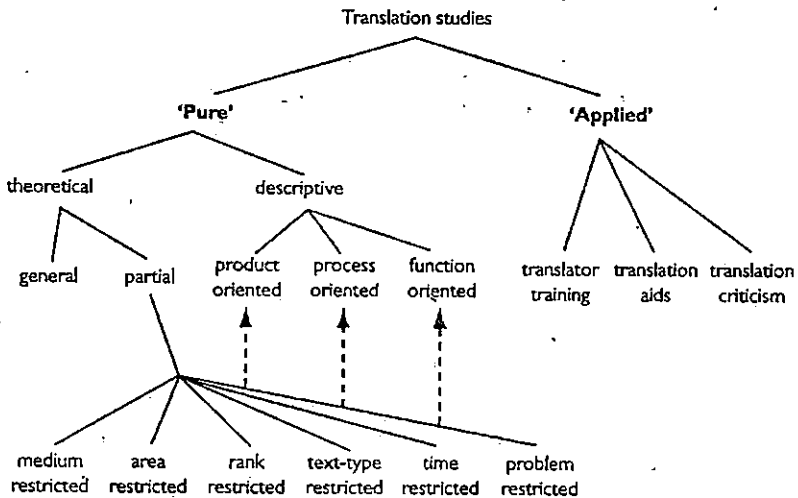 Translation studies
'Pure'
'Applied'
theoretical
descriptive
general
partial
product
oriented
process
oriented
function
oriented
translator
training
translation
aids
translation
criticism
medium
restricted
area
restricted
rank
restricted
text-type
restricted
time
restricted
problem
restricted